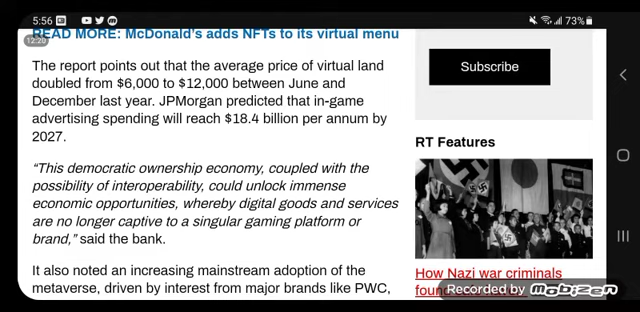 5:56
73%
READ MORE: McDonald's adds NFTs to its virtual menu
12:20
The report points out that the average price of virtual land
doubled from $6,000 to $12,000 between June and
December last year. JPMorgan predicted that in-game
advertising spending will reach $18.4 billion per annum by
2027.
“This democratic ownership economy, coupled with the
possibility of interoperability, could unlock immense
economic opportunities, whereby digital goods and services
are no longer captive to a singular gaming platform or
brand,” said the bank.
It also noted an increasing mainstream adoption of the
metaverse, driven by interest from major brands like PWC,
Subscribe
RT Features
How Nazi war criminals
Recorded by Mobizen